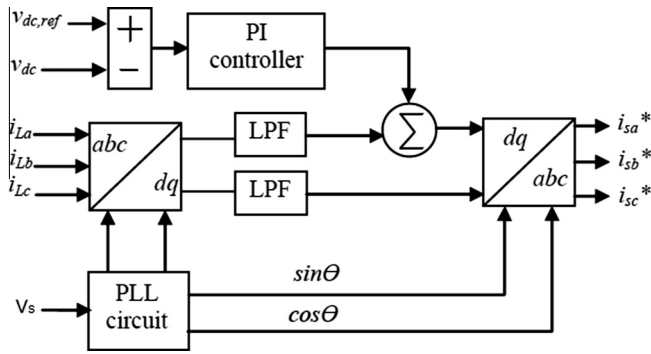 v_dc,ref
+
−
v_dc
PI
controller
i_La
i_Lb
i_Lc
abc
dq
LPF
LPF
Σ
dq
abc
i_sa*
i_sb*
i_sc*
Vs
PLL
circuit
sinΘ
cosΘ